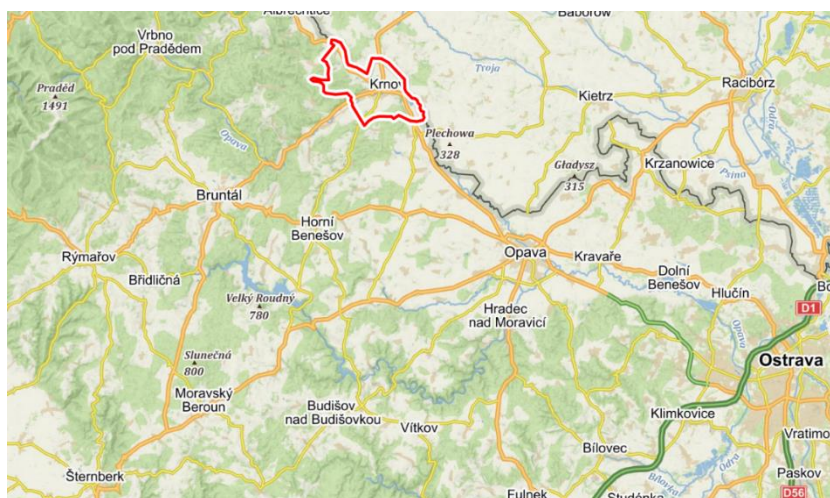 Albrechtice
Baborów
Vrbno
pod Pradědem
Troja
Praděd
1491
Krnov
Kietrz
Racibórz
Odra
Opava
Plechowa
328
Gladysz
315
Krzanowice
Psina
Bruntál
Horní
Benešov
Opava
Kravaře
Rýmařov
Břidličná
Dolní
Benešov
Hlučín
Velký Roudný
780
Hradec
nad Moravicí
D1
Opava
Ostrava
Slunečná
800
Moravský
Beroun
Budišov
nad Budišovkou
Vítkov
Klimkovice
Bílovec
Vratimo
Odra
Šternberk
Bílovka
Paskov
Fulnek
Studénka
D56